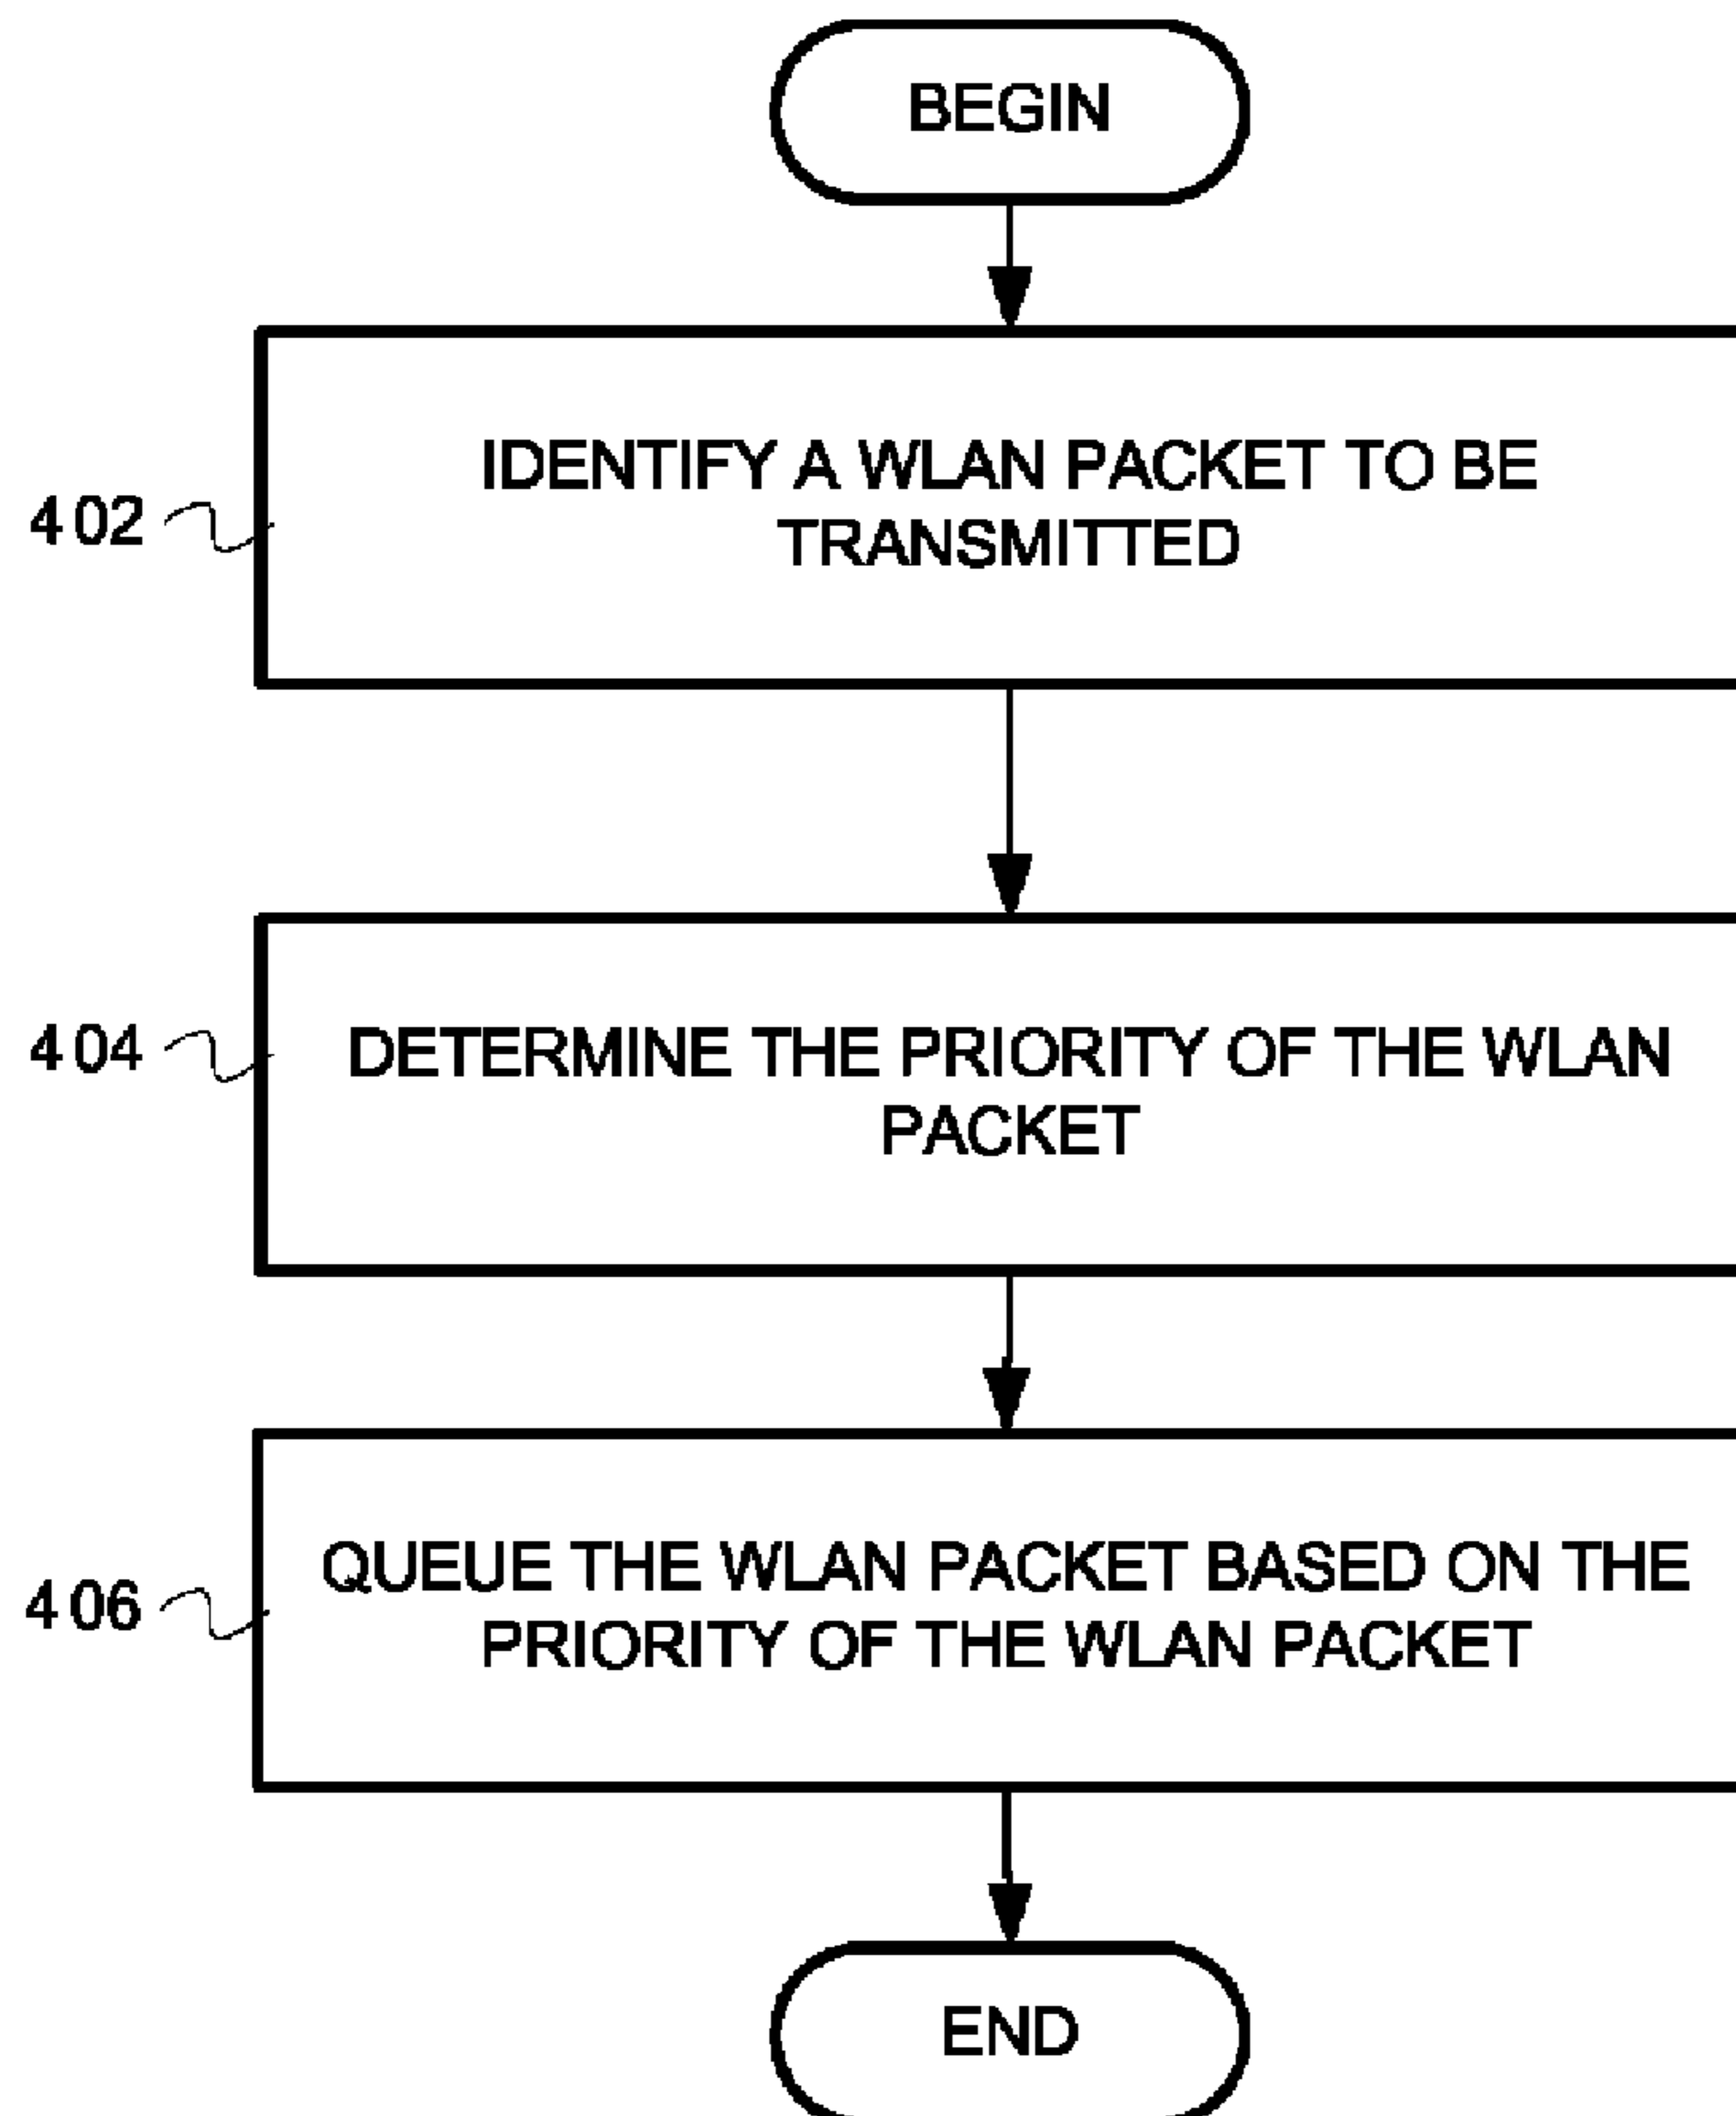 BEGIN
IDENTIFY A WLAN PACKET TO BE
TRANSMITTED
402
DETERMINE THE PRIORITY OF THE WLAN
PACKET
404
QUEUE THE WLAN PACKET BASED ON THE
PRIORITY OF THE WLAN PACKET
406
END